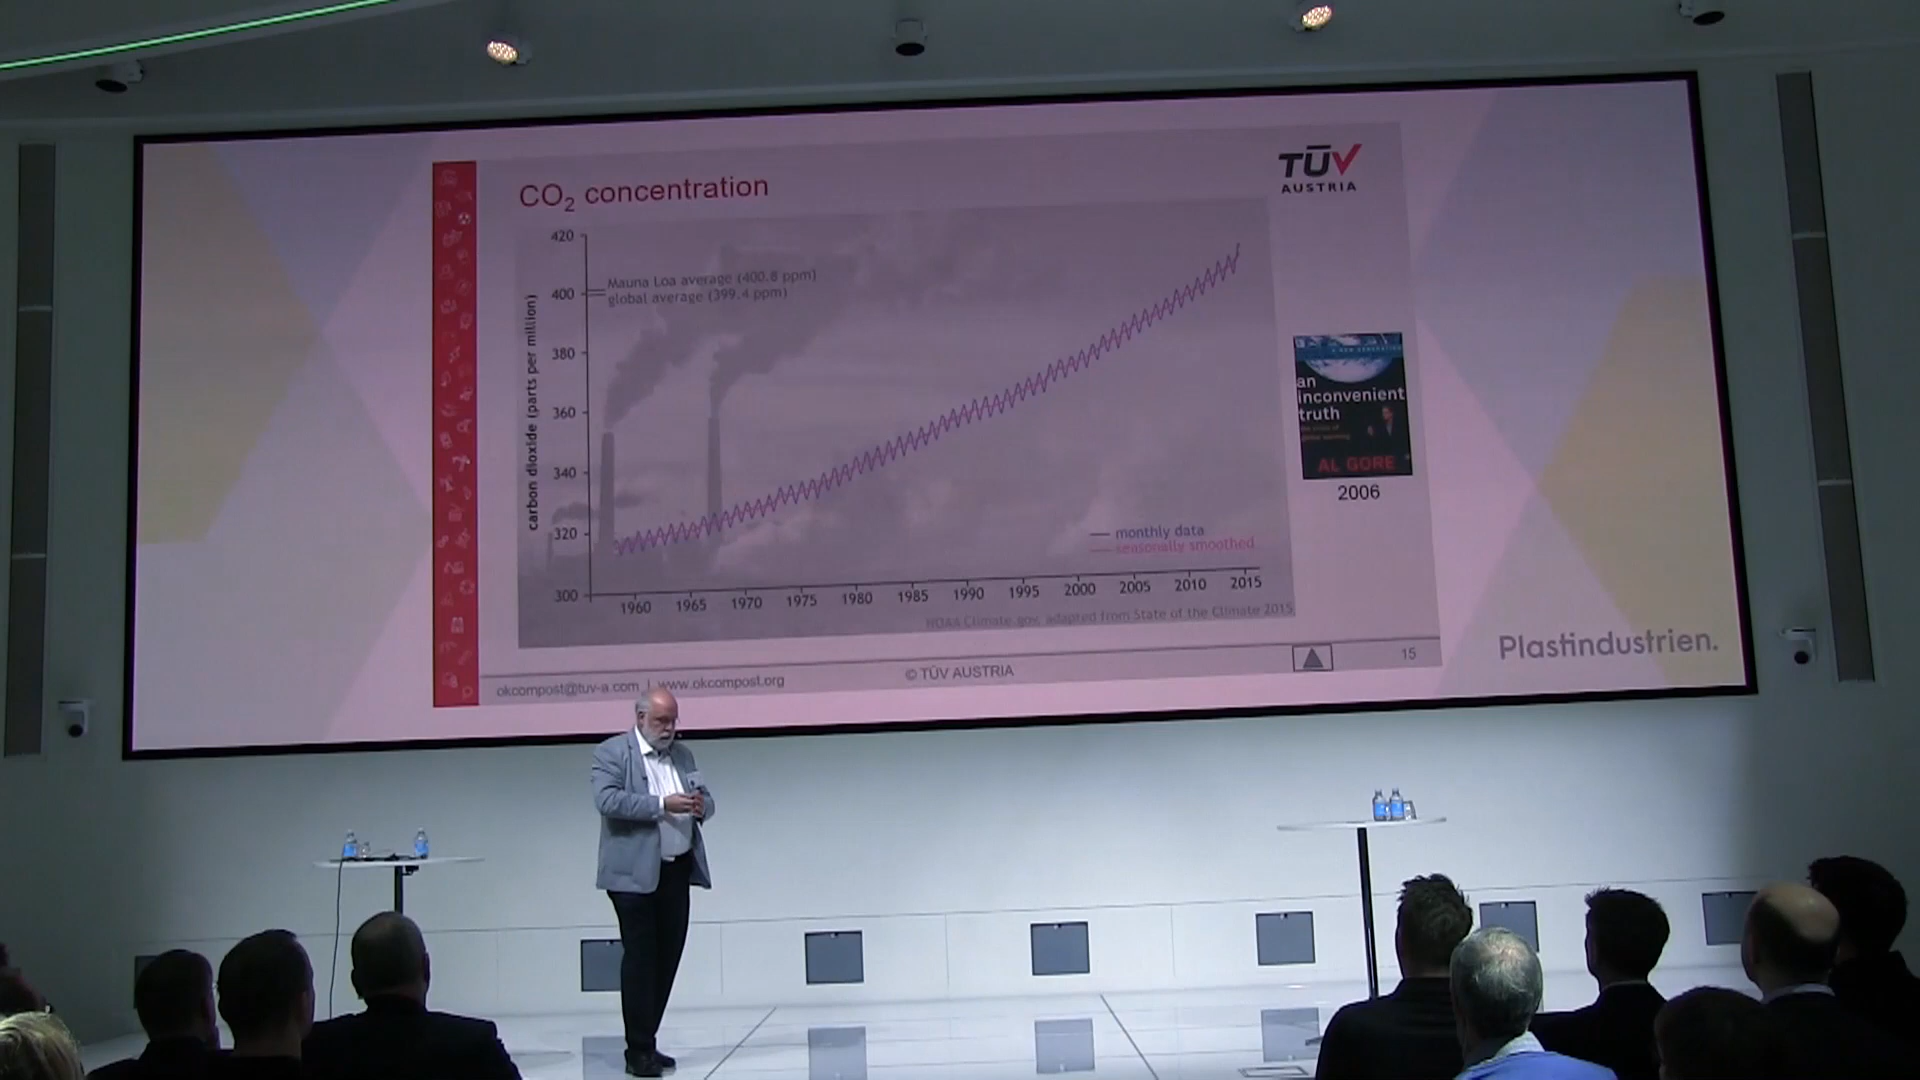 CO₂ concentration
TÜV
AUSTRIA
420
400
380
360
340
320
300
carbon dioxide (parts per million)
Mauna Loa average (400.8 ppm)
global average (399.4 ppm)
monthly data
seasonally smoothed
1960 1965 1970 1975 1980 1985 1990 1995 2000 2005 2010 2015
NOAA Climate.gov, adapted from State of the Climate 2015
an
inconvenient
truth
AL GORE
2006
okcompost@tuv-a.com | www.okcompost.org
© TÜV AUSTRIA
15
Plastindustrien.